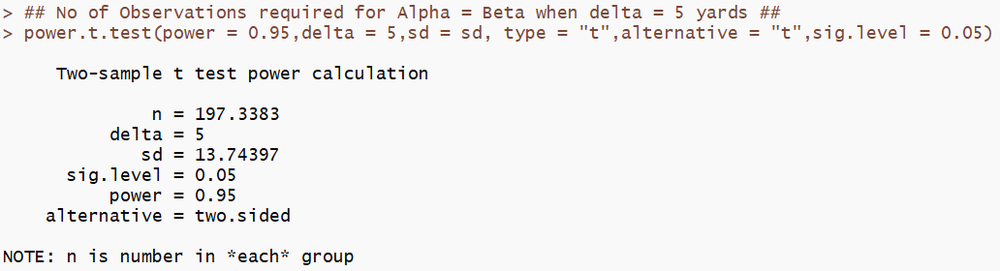 > ## No of Observations required for Alpha = Beta when delta = 5 yards ##
> power.t.test(power = 0.95,delta = 5,sd = sd, type = "t",alternative = "t",sig.level = 0.05)
Two-sample t test power calculation
n = 197.3383
delta = 5
sd = 13.74397
sig.level = 0.05
power = 0.95
alternative = two.sided
NOTE: n is number in *each* group